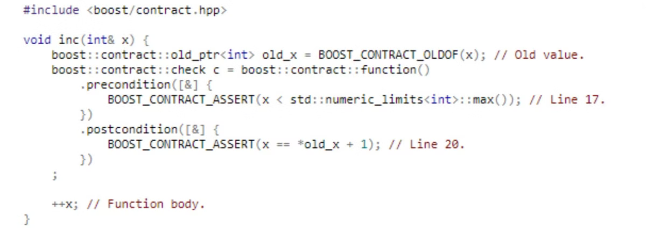 #include <boost/contract.hpp>
void inc(int& x) {
    boost::contract::old_ptr<int> old_x = BOOST_CONTRACT_OLDOF(x); // Old value.
    boost::contract::check c = boost::contract::function()
        .precondition([&] {
            BOOST_CONTRACT_ASSERT(x < std::numeric_limits<int>::max()); // Line 17.
        })
        .postcondition([&] {
            BOOST_CONTRACT_ASSERT(x == *old_x + 1); // Line 20.
        })
    ;
    ++x; // Function body.
}